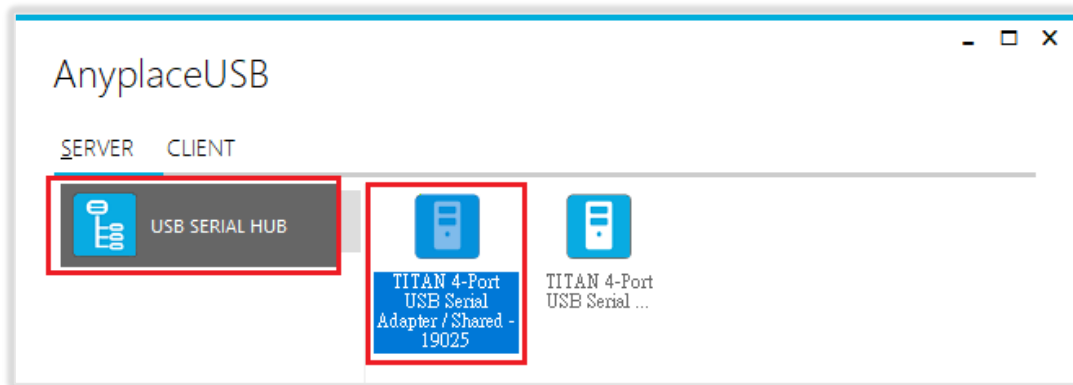 AnyplaceUSB
SERVER CLIENT
USB SERIAL HUB
TITAN 4-Port
USB Serial
Adapter / Shared -
19025
TITAN 4-Port
USB Serial ...